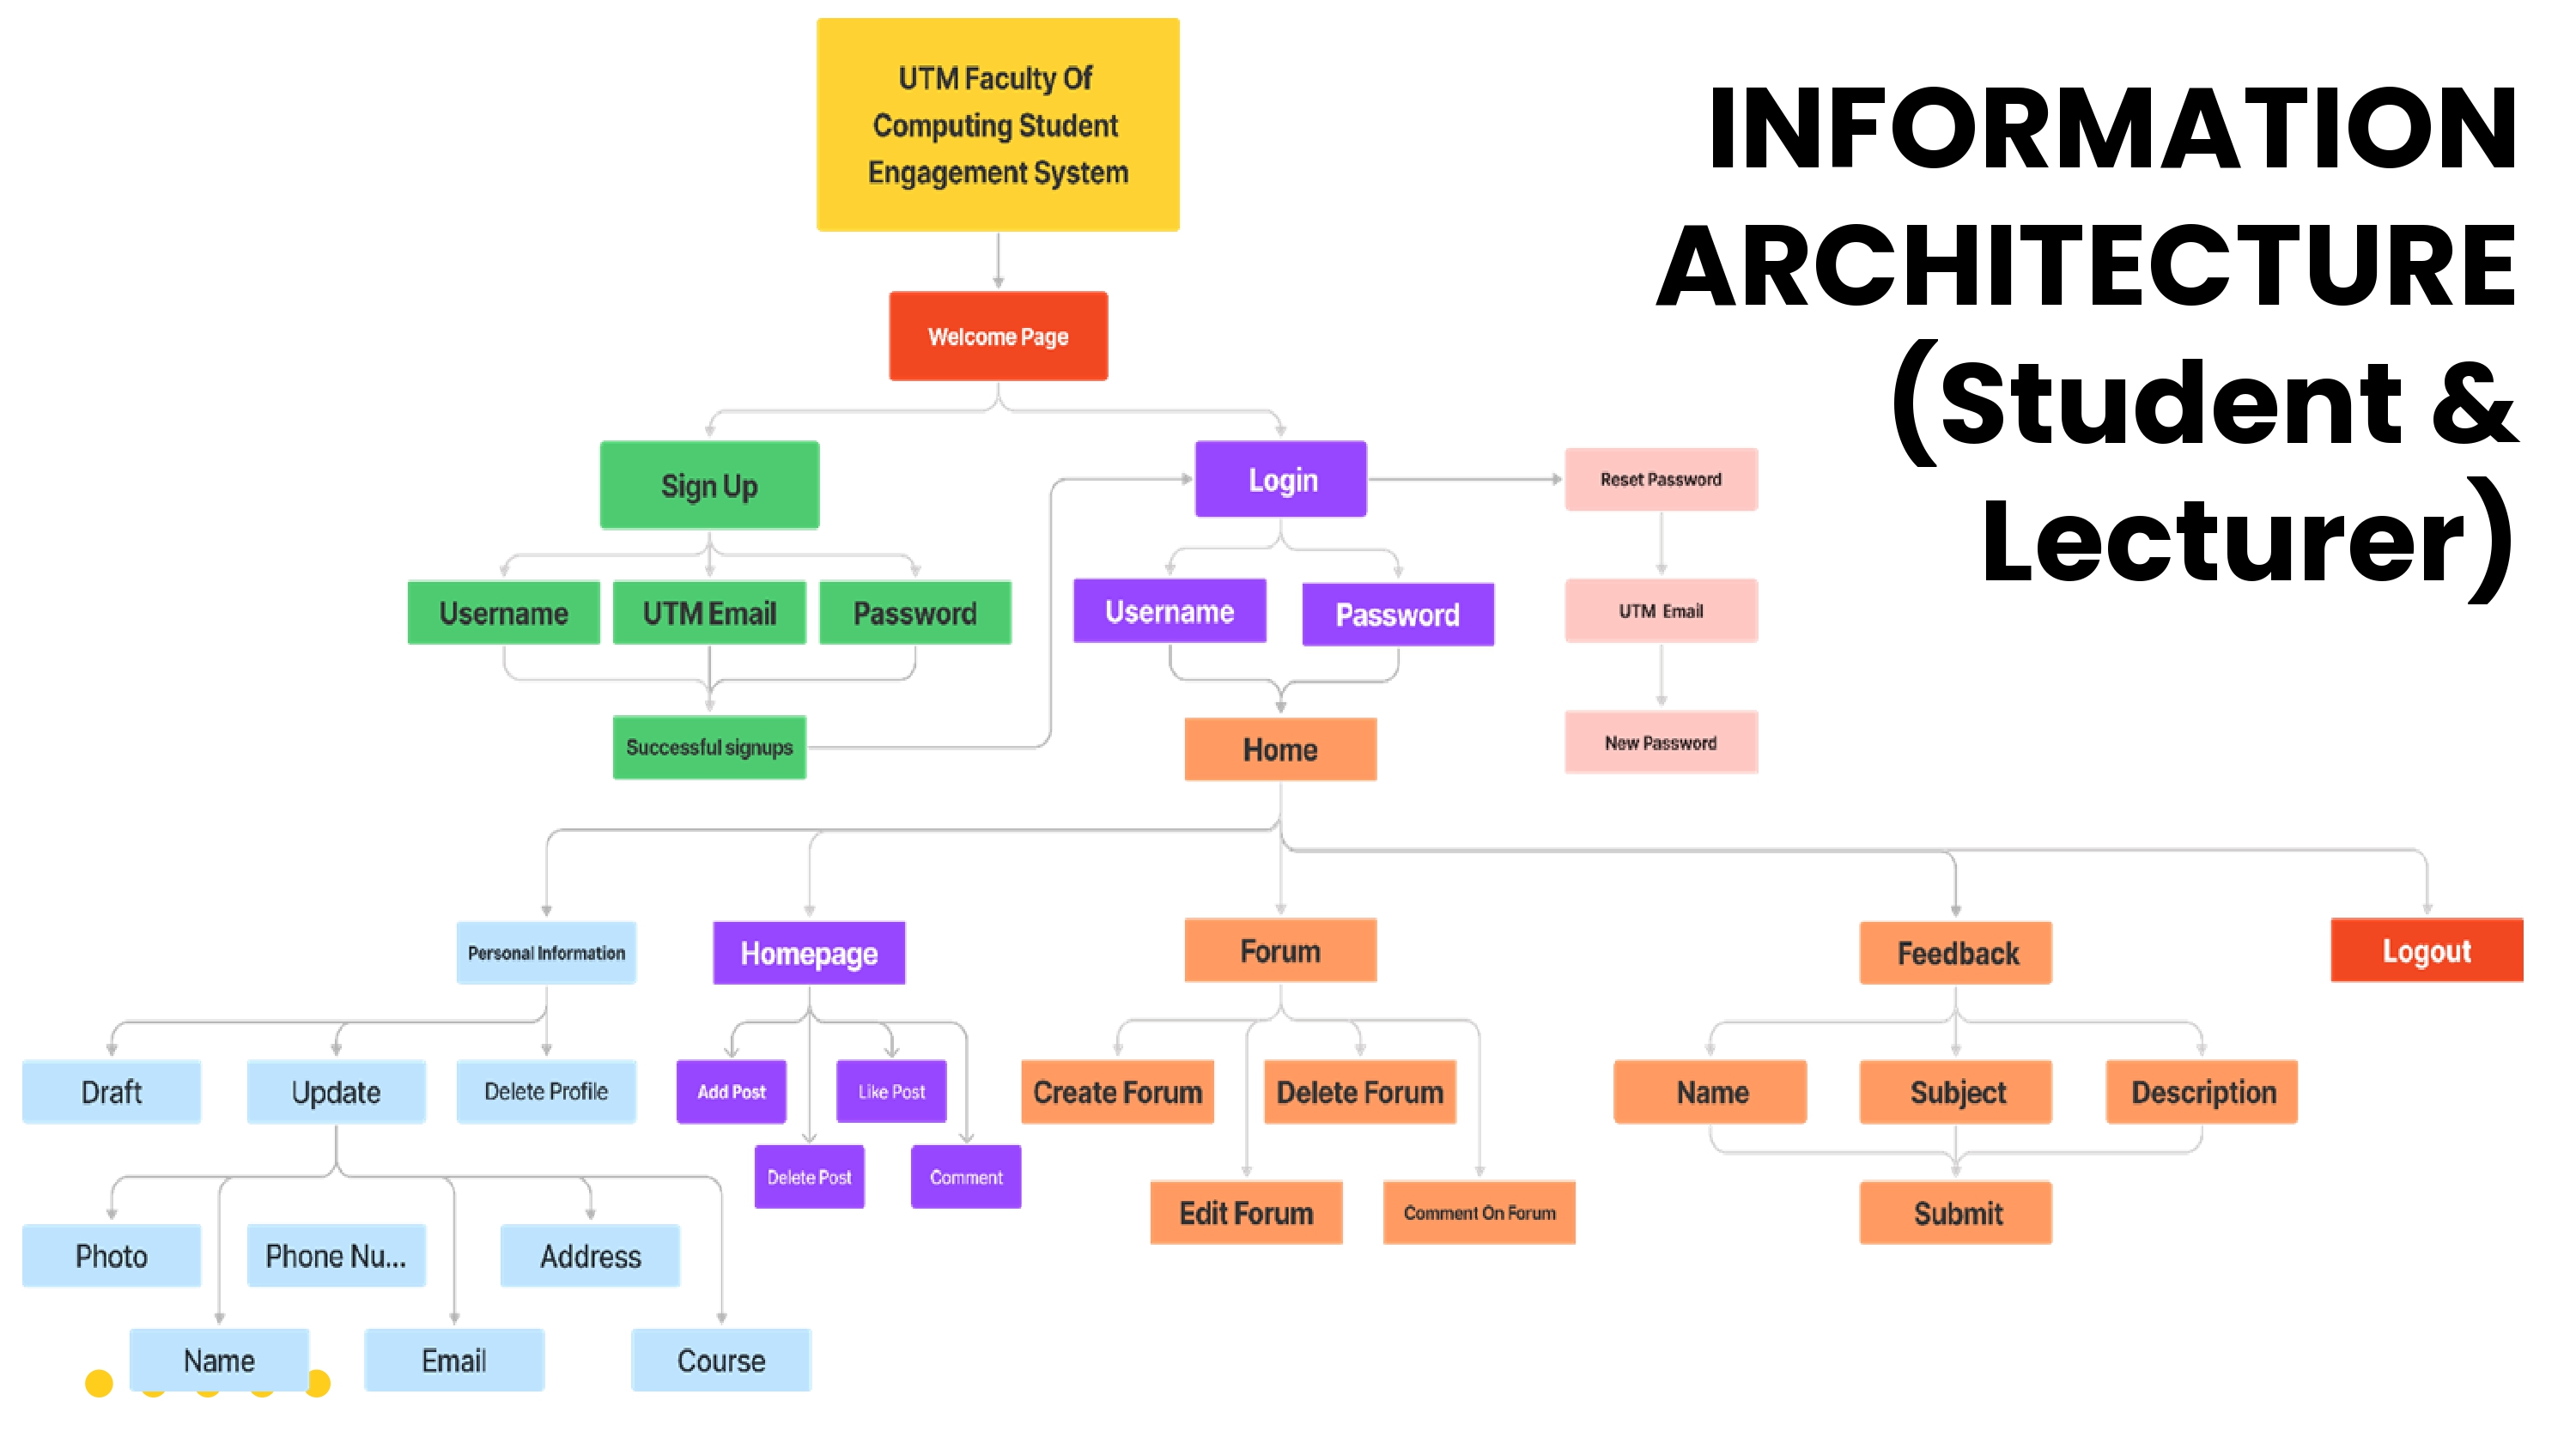 UTM Faculty Of
Computing Student
Engagement System
INFORMATION
ARCHITECTURE
(Student &
Lecturer)
Welcome Page
Sign Up
Login
Reset Password
Username
UTM Email
Password
Username
Password
UTM Email
Successful signups
Home
New Password
Personal Information
Homepage
Forum
Feedback
Logout
Draft
Update
Delete Profile
Add Post
Like Post
Create Forum
Delete Forum
Name
Subject
Description
Delete Post
Comment
Edit Forum
Comment On Forum
Submit
Photo
Phone Nu...
Address
Name
Email
Course